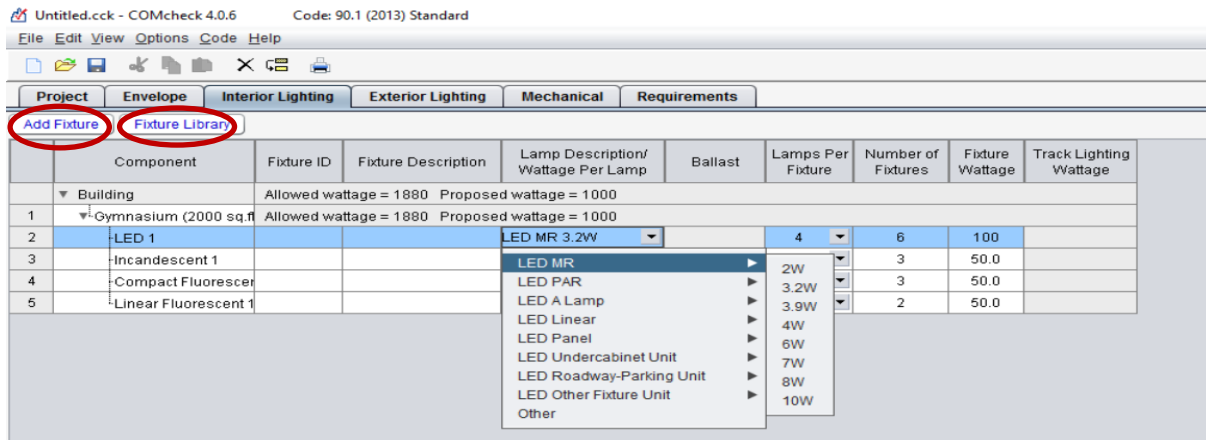 Untitled.cck - COMcheck 4.0.6 Code: 90.1 (2013) Standard
File Edit View Options Code Help
Project Envelope Interior Lighting Exterior Lighting Mechanical Requirements
Add Fixture Fixture Library
Component Fixture ID Fixture Description Lamp Description/ Wattage Per Lamp Ballast Lamps Per Fixture Number of Fixtures Fixture Wattage Track Lighting Wattage
Building Allowed wattage = 1880 Proposed wattage = 1000
1 Gymnasium (2000 sq.f Allowed wattage = 1880 Proposed wattage = 1000
2 LED 1 LED MR 3.2W 4 6 100
3 Incandescent 1 3 50.0
4 Compact Fluorescer 3 50.0
5 Linear Fluorescent 1 2 50.0
LED MR
LED PAR
LED A Lamp
LED Linear
LED Panel
LED Undercabinet Unit
LED Roadway-Parking Unit
LED Other Fixture Unit
Other
2W
3.2W
3.9W
4W
6W
7W
8W
10W